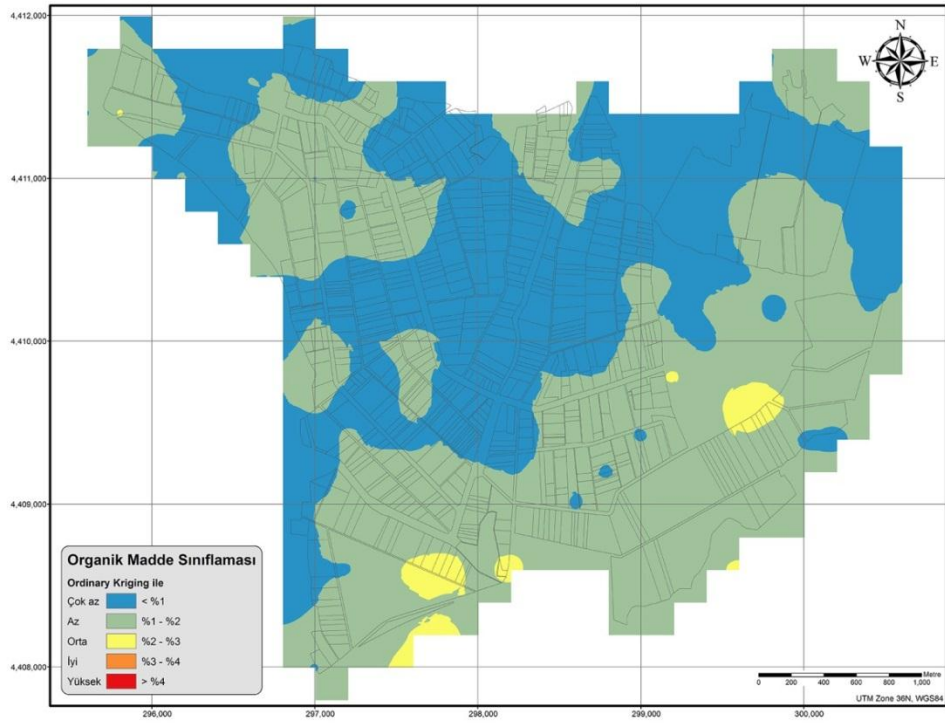 4,412,000
N
W E
S
4,411,000
4,410,000
4,409,000
Organik Madde Sınıflaması
Ordinary Kriging ile
Çok az < %1
Az %1 - %2
Orta %2 - %3
İyi %3 - %4
Yüksek > %4
4,408,000
Metre
0 200 400 600 800 1,000
UTM Zone 36N, WGS84
296,000 297,000 298,000 299,000 300,000